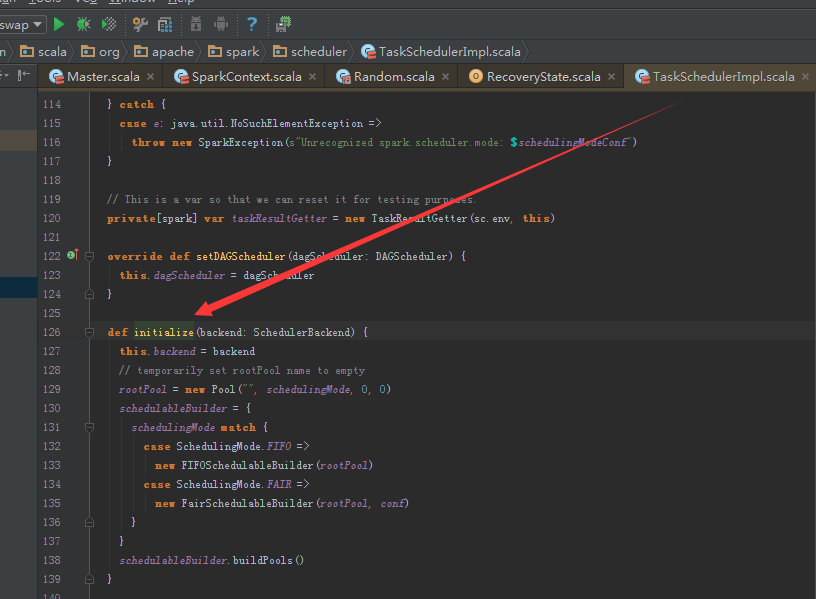 Tools VCS Window Help
swap
scala org apache spark scheduler TaskSchedulerImpl.scala
Master.scala SparkContext.scala Random.scala RecoveryState.scala TaskSchedulerImpl.scala
114 } catch {
115 case e: java.util.NoSuchElementException =>
116 throw new SparkException(s"Unrecognized spark.scheduler.mode: $schedulingModeConf")
117 }
118
119 // This is a var so that we can reset it for testing purposes.
120 private[spark] var taskResultGetter = new TaskResultGetter(sc.env, this)
121
122 override def setDAGScheduler(dagScheduler: DAGScheduler) {
123 this.dagScheduler = dagScheduler
124 }
125
126 def initialize(backend: SchedulerBackend) {
127 this.backend = backend
128 // temporarily set rootPool name to empty
129 rootPool = new Pool("", schedulingMode, 0, 0)
130 schedulableBuilder = {
131 schedulingMode match {
132 case SchedulingMode.FIFO =>
133 new FIFOSchedulableBuilder(rootPool)
134 case SchedulingMode.FAIR =>
135 new FairSchedulableBuilder(rootPool, conf)
136 }
137 }
138 schedulableBuilder.buildPools()
139 }
140